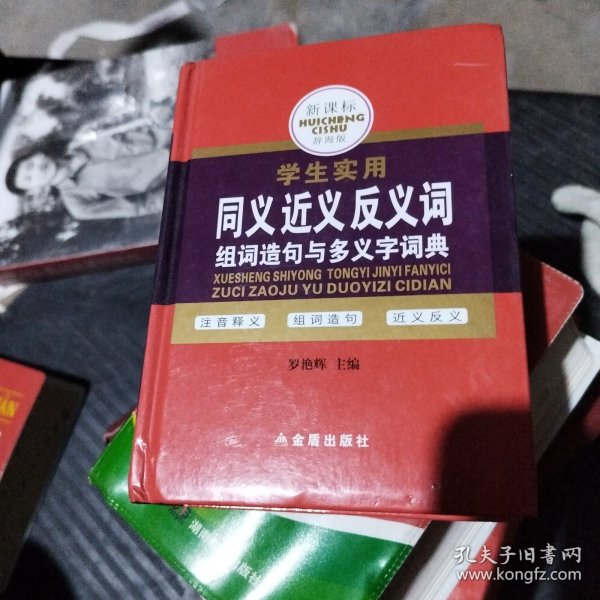 新课标
HUICHENG
CISHU
辞海版
学生实用
同义近义反义词
组词造句与多义字词典
XUESHENG SHIYONG TONGYI JINYI FANYICI
ZUCI ZAOJU YU DUOYIZI CIDIAN
注音释义 组词造句 近义反义
罗艳辉 主编
金盾出版社
孔夫子旧书网
www.kongfz.com